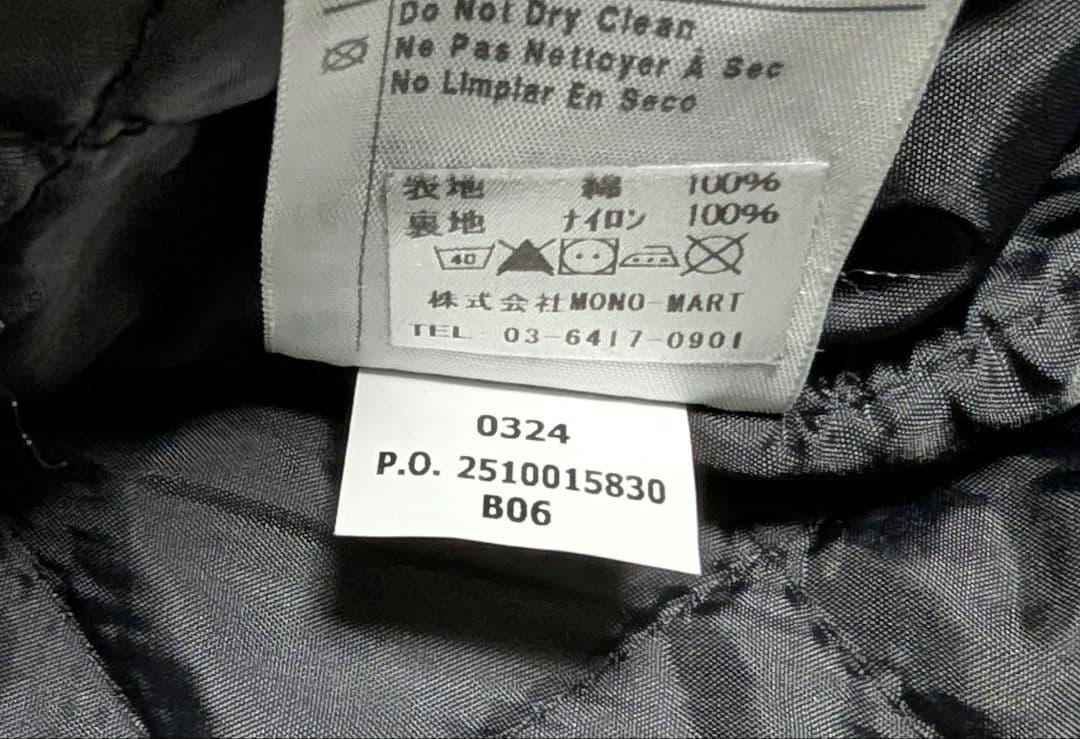 Do Not Dry Clean
Ne Pas Nettoyer À Sec
No Limpiar En Seco
表地 綿 100%
裏地 ナイロン 100%
40
株式会社MONO-MART
TEL 03-6417-0901
0324
P.O. 2510015830
B06